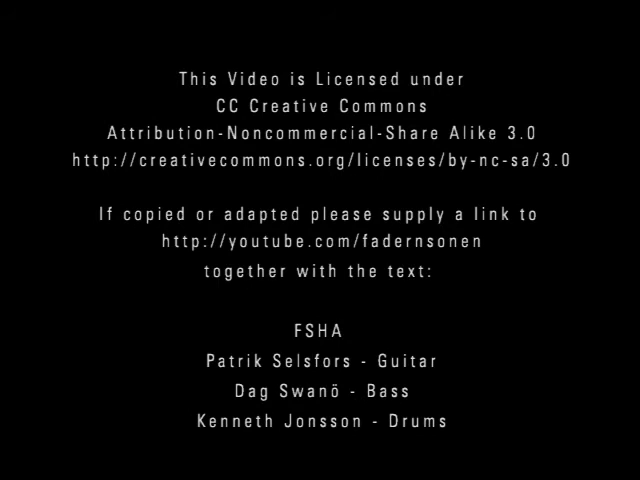 This Video is Licensed under
CC Creative Commons
Attribution-Noncommercial-Share Alike 3.0
http://creativecommons.org/licenses/by-nc-sa/3.0
If copied or adapted please supply a link to
http://youtube.com/fadernsonen
together with the text:
FSHA
Patrik Selsfors - Guitar
Dag Swanö - Bass
Kenneth Jonsson - Drums